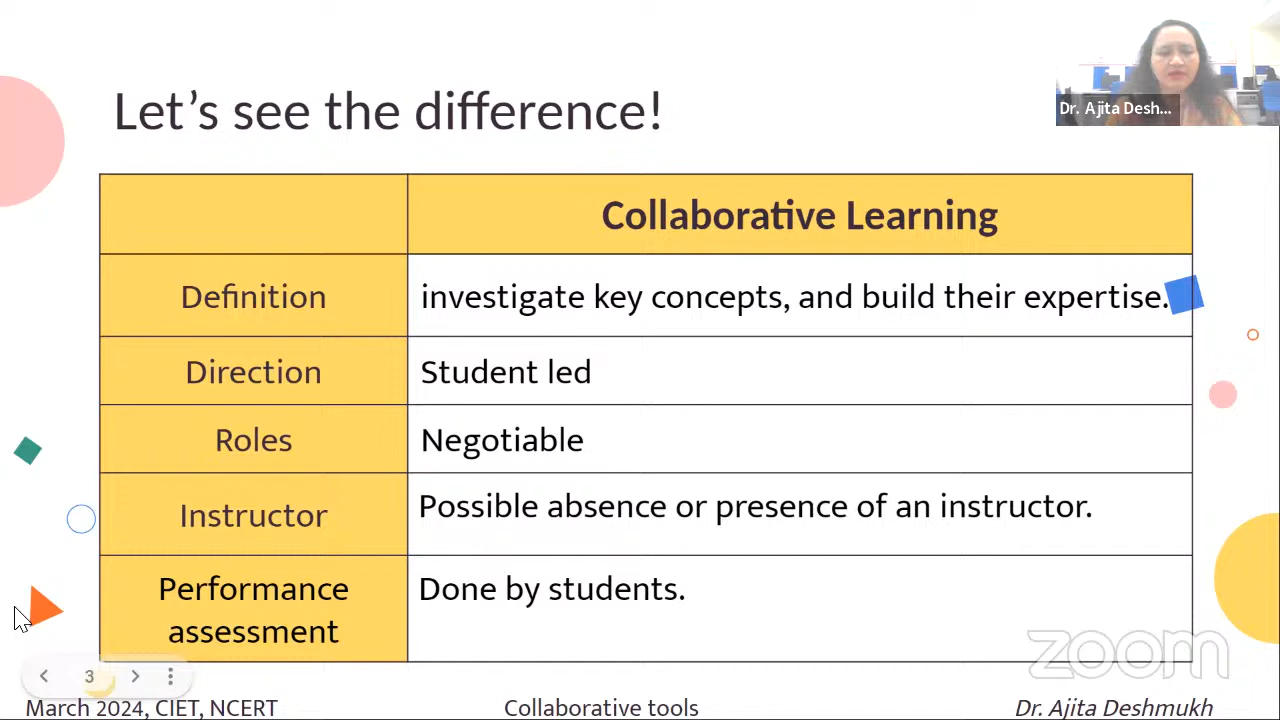 Dr. Ajita Desh...
Let's see the difference!
Collaborative Learning
Definition
investigate key concepts, and build their expertise.
Direction
Student led
Roles
Negotiable
Instructor
Possible absence or presence of an instructor.
Performance
assessment
Done by students.
zoom
3
March 2024, CIET, NCERT
Collaborative tools
Dr. Ajita Deshmukh